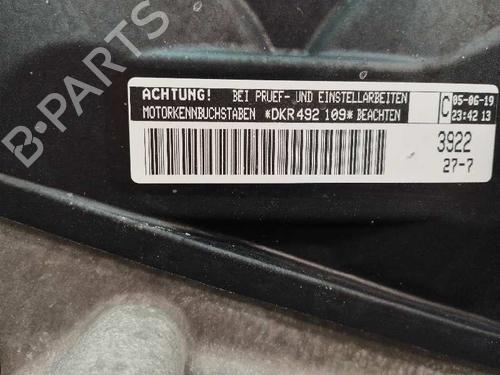 B-PARTS
ACHTUNG! BEI PRUEF- UND EINSTELLARBEITEN
MOTORKENNBUCHSTABEN *DKR492 109* BEACHTEN
C 05-06-19
23:42 13
3922
27-7